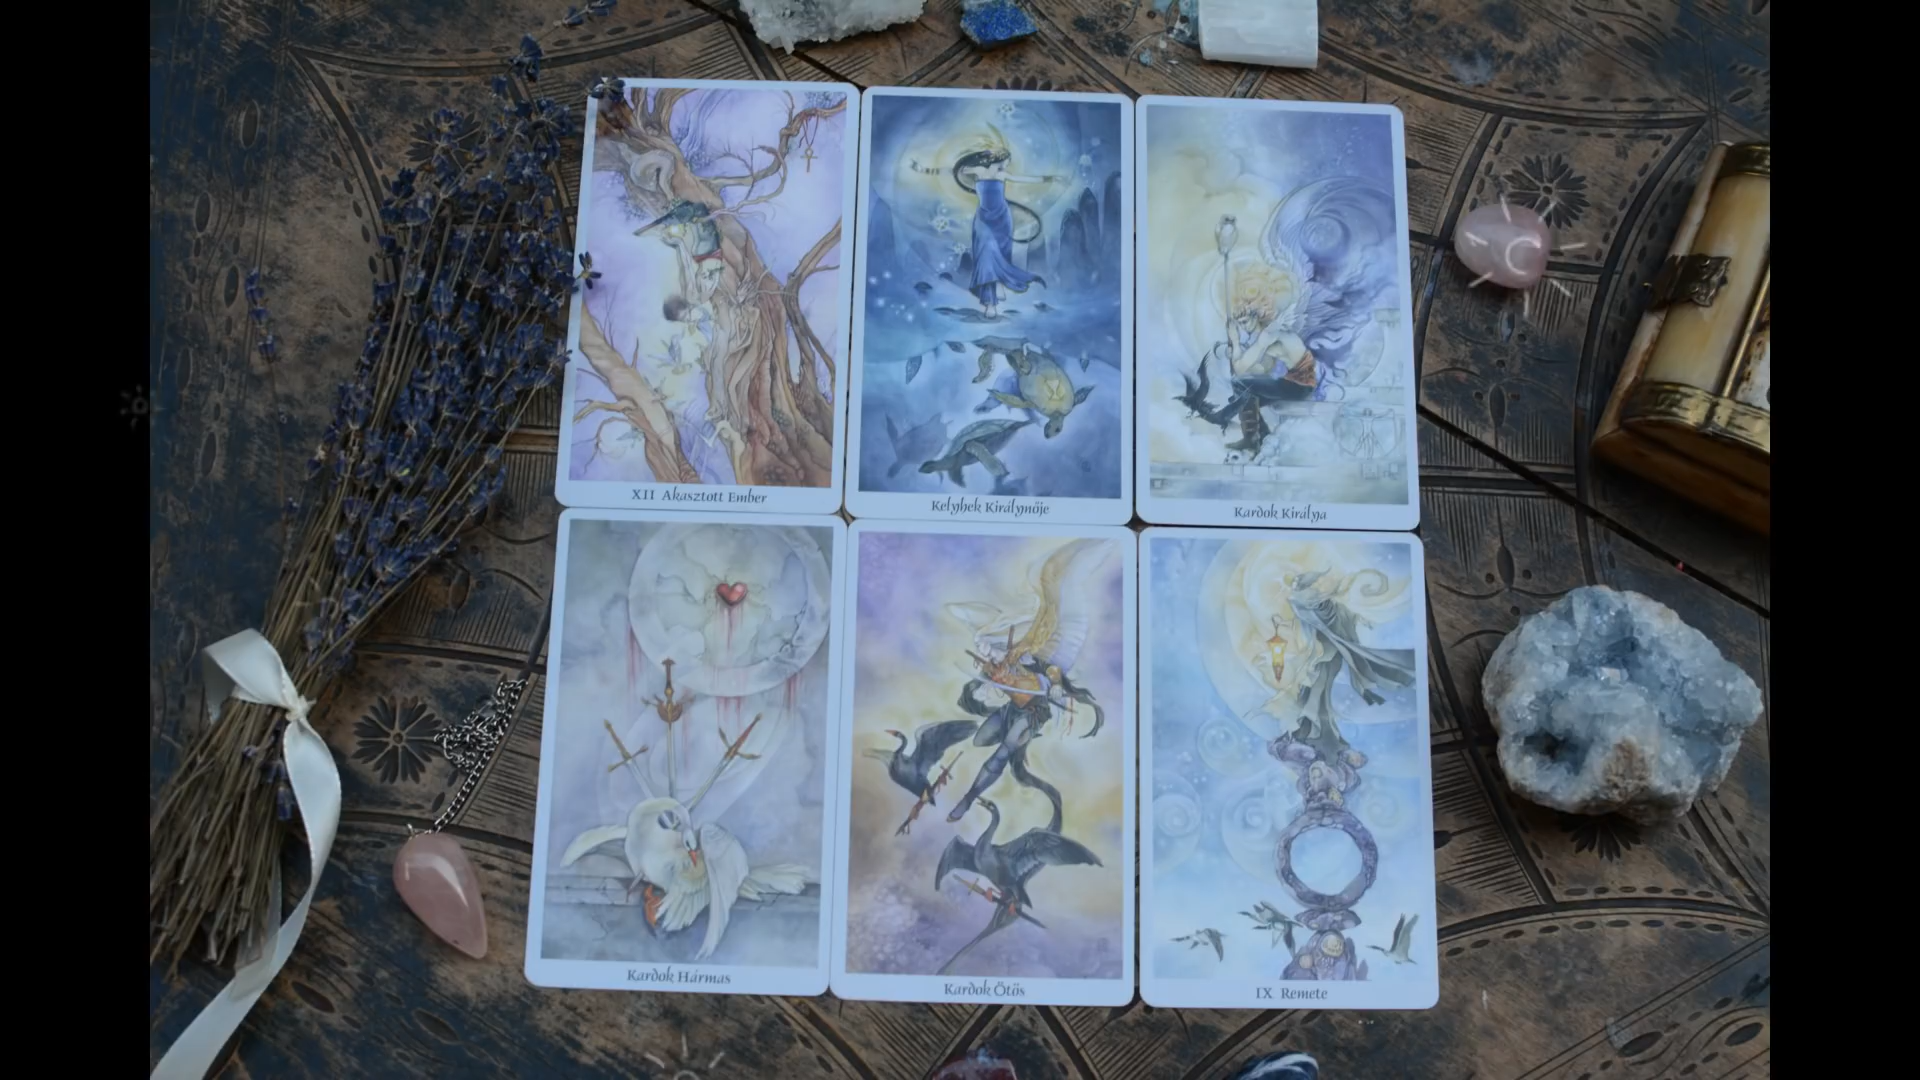 XII Akasztott Ember
Kelyhek Királynője
Kardok Királya
Kardok Hármas
Kardok Ötös
IX Remete